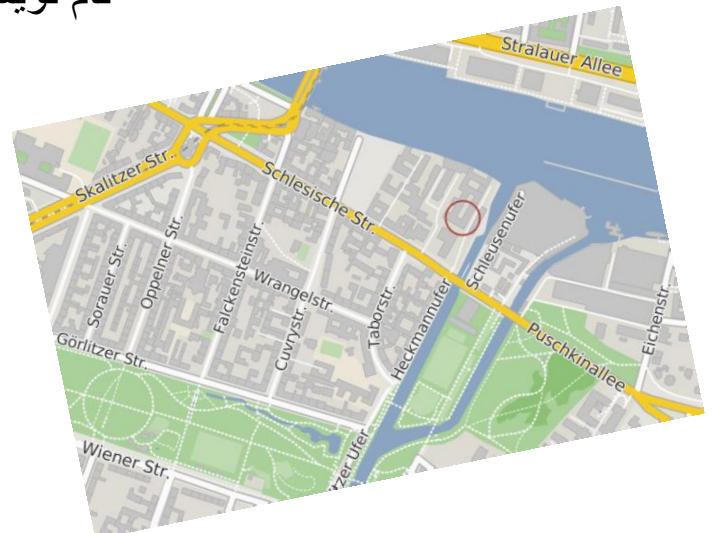 Stralauer Allee
Skalitzer Str.
Schlesische Str.
Schleusenufer
Oppelner Str.
Falckensteinstr.
Sorauer Str.
Wrangelstr.
Cuvrystr.
Taborstr.
Heckmannufer
Puschkinallee
Eichenstr.
Görlitzer Str.
Wiener Str.
Ufer